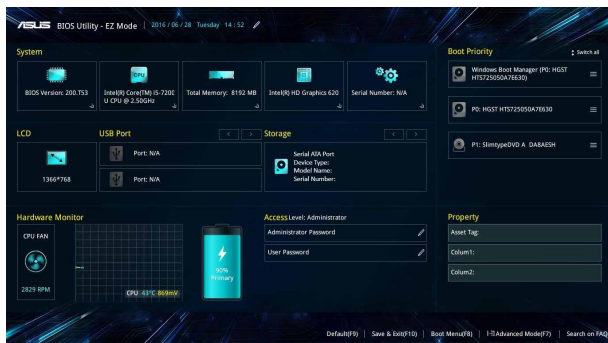 ASUS BIOS Utility - EZ Mode 2016 / 06 / 28 Tuesday 14 : 52
System
BIOS Version: 200.T53
Intel(R) Core(TM) i5-7200
U CPU @ 2.50GHz
Total Memory: 8192 MB
Intel(R) HD Graphics 620
Serial Number: N/A
Boot Priority
Switch all
Windows Boot Manager (P0: HGST
HTS725050A7E630)
P0: HGST HTS725050A7E630
P1: SlimtypeDVD A DA8AESH
LCD
1366*768
USB Port
Port: N/A
Port: N/A
Storage
Serial ATA Port
Device Type:
Model Name:
Serial Number:
Hardware Monitor
CPU FAN
2829 RPM
CPU 43°C 869mV
90%
Primary
Access Level: Administrator
Administrator Password
User Password
Property
Asset Tag:
Colum1:
Colum2:
Default(F9) | Save & Exit(F10) | Boot Menu(F8) | Advanced Mode(F7) | Search on FAQ